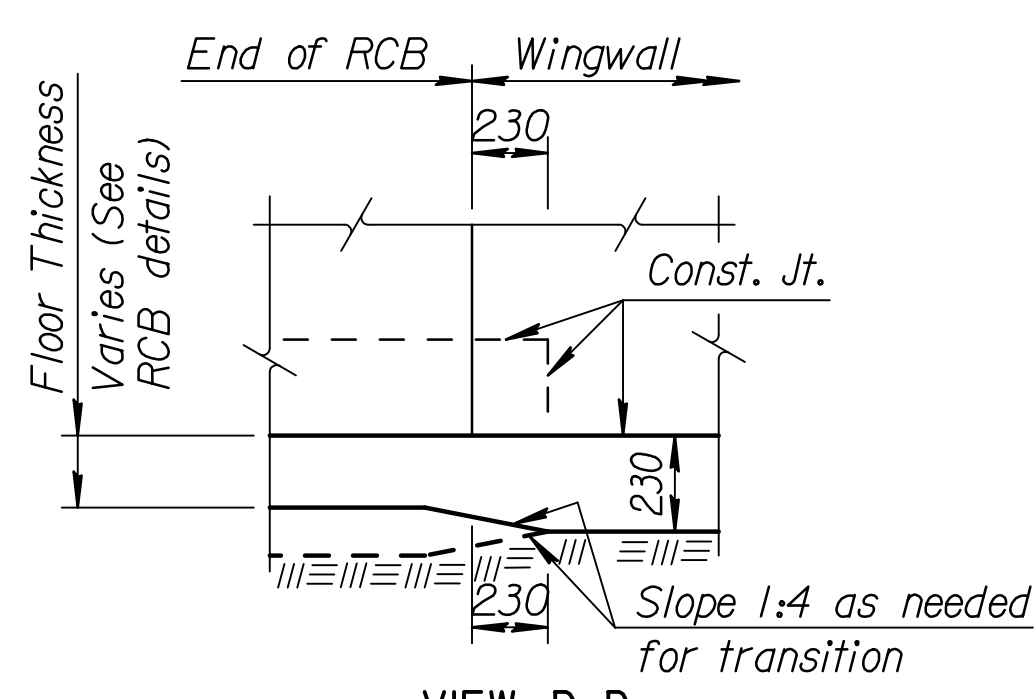 End of RCB
Wingwall
230
Floor Thickness
Varies (See
RCB details)
Const. Jt.
230
230
Slope 1:4 as needed
for transition